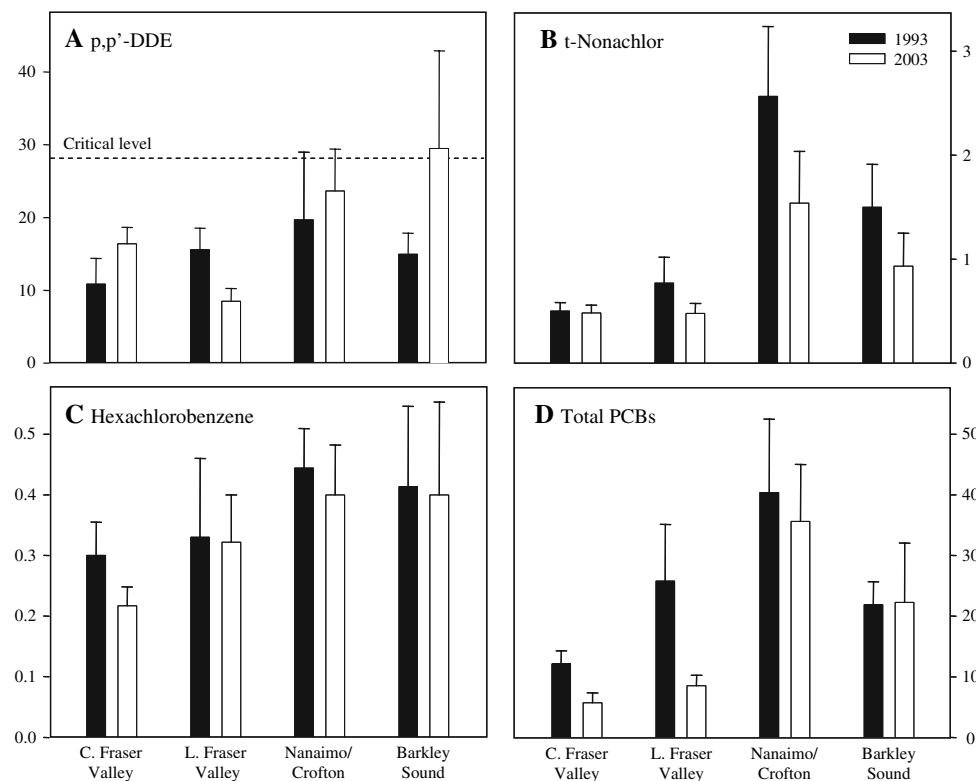 A p,p’-DDE
40
30
20
10
0
Critical level
B t-Nonachlor
1993
2003
3
2
1
0
C Hexachlorobenzene
0.5
0.4
0.3
0.2
0.1
0.0
C. Fraser
Valley
L. Fraser
Valley
Nanaimo/
Crofton
Barkley
Sound
D Total PCBs
50
40
30
20
10
0
C. Fraser
Valley
L. Fraser
Valley
Nanaimo/
Crofton
Barkley
Sound